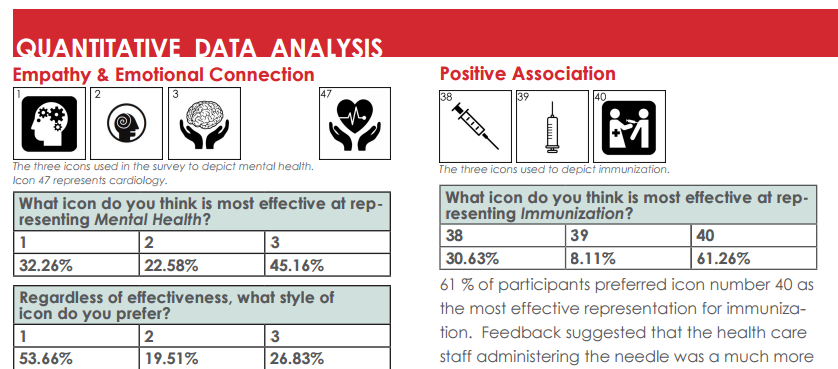 QUANTITATIVE DATA ANALYSIS
Empathy & Emotional Connection
1
2
3
47
The three icons used in the survey to depict mental health.
Icon 47 represents cardiology.
What icon do you think is most effective at rep-
resenting Mental Health?
1 2 3
32.26% 22.58% 45.16%
Regardless of effectiveness, what style of
icon do you prefer?
1 2 3
53.66% 19.51% 26.83%
Positive Association
38
39
40
The three icons used to depict immunization.
What icon do you think is most effective at rep-
resenting Immunization?
38 39 40
30.63% 8.11% 61.26%
61 % of participants preferred icon number 40 as
the most effective representation for immuniza-
tion. Feedback suggested that the health care
staff administering the needle was a much more